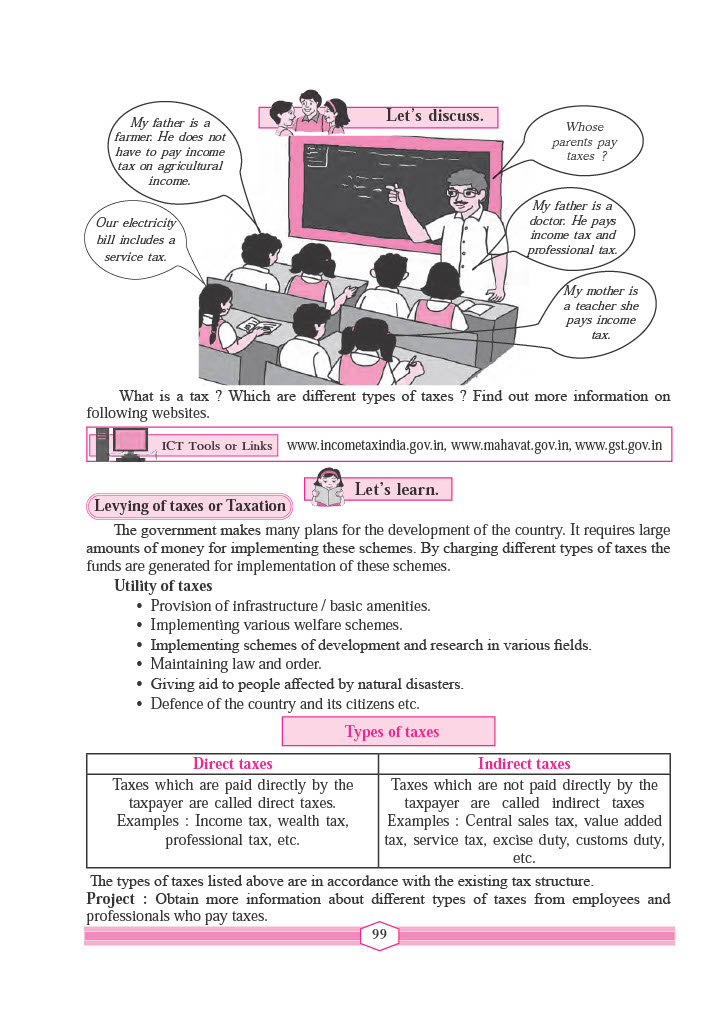 Let's discuss.
My father is a
farmer. He does not
have to pay income
tax on agricultural
income.
Whose
parents pay
taxes ?
Our electricity
bill includes a
service tax.
My father is a
doctor. He pays
income tax and
professional tax.
My mother is
a teacher she
pays income
tax.
What is a tax ? Which are different types of taxes ? Find out more information on
following websites.
ICT Tools or Links www.incometaxindia.gov.in, www.mahavat.gov.in, www.gst.gov.in
Let's learn.
Levying of taxes or Taxation
The government makes many plans for the development of the country. It requires large
amounts of money for implementing these schemes. By charging different types of taxes the
funds are generated for implementation of these schemes.
Utility of taxes
• Provision of infrastructure / basic amenities.
• Implementing various welfare schemes.
• Implementing schemes of development and research in various fields.
• Maintaining law and order.
• Giving aid to people affected by natural disasters.
• Defence of the country and its citizens etc.
Types of taxes
Direct taxes
Taxes which are paid directly by the
taxpayer are called direct taxes.
Examples : Income tax, wealth tax,
professional tax, etc.
Indirect taxes
Taxes which are not paid directly by the
taxpayer are called indirect taxes
Examples : Central sales tax, value added
tax, service tax, excise duty, customs duty,
etc.
The types of taxes listed above are in accordance with the existing tax structure.
Project : Obtain more information about different types of taxes from employees and
professionals who pay taxes.
99